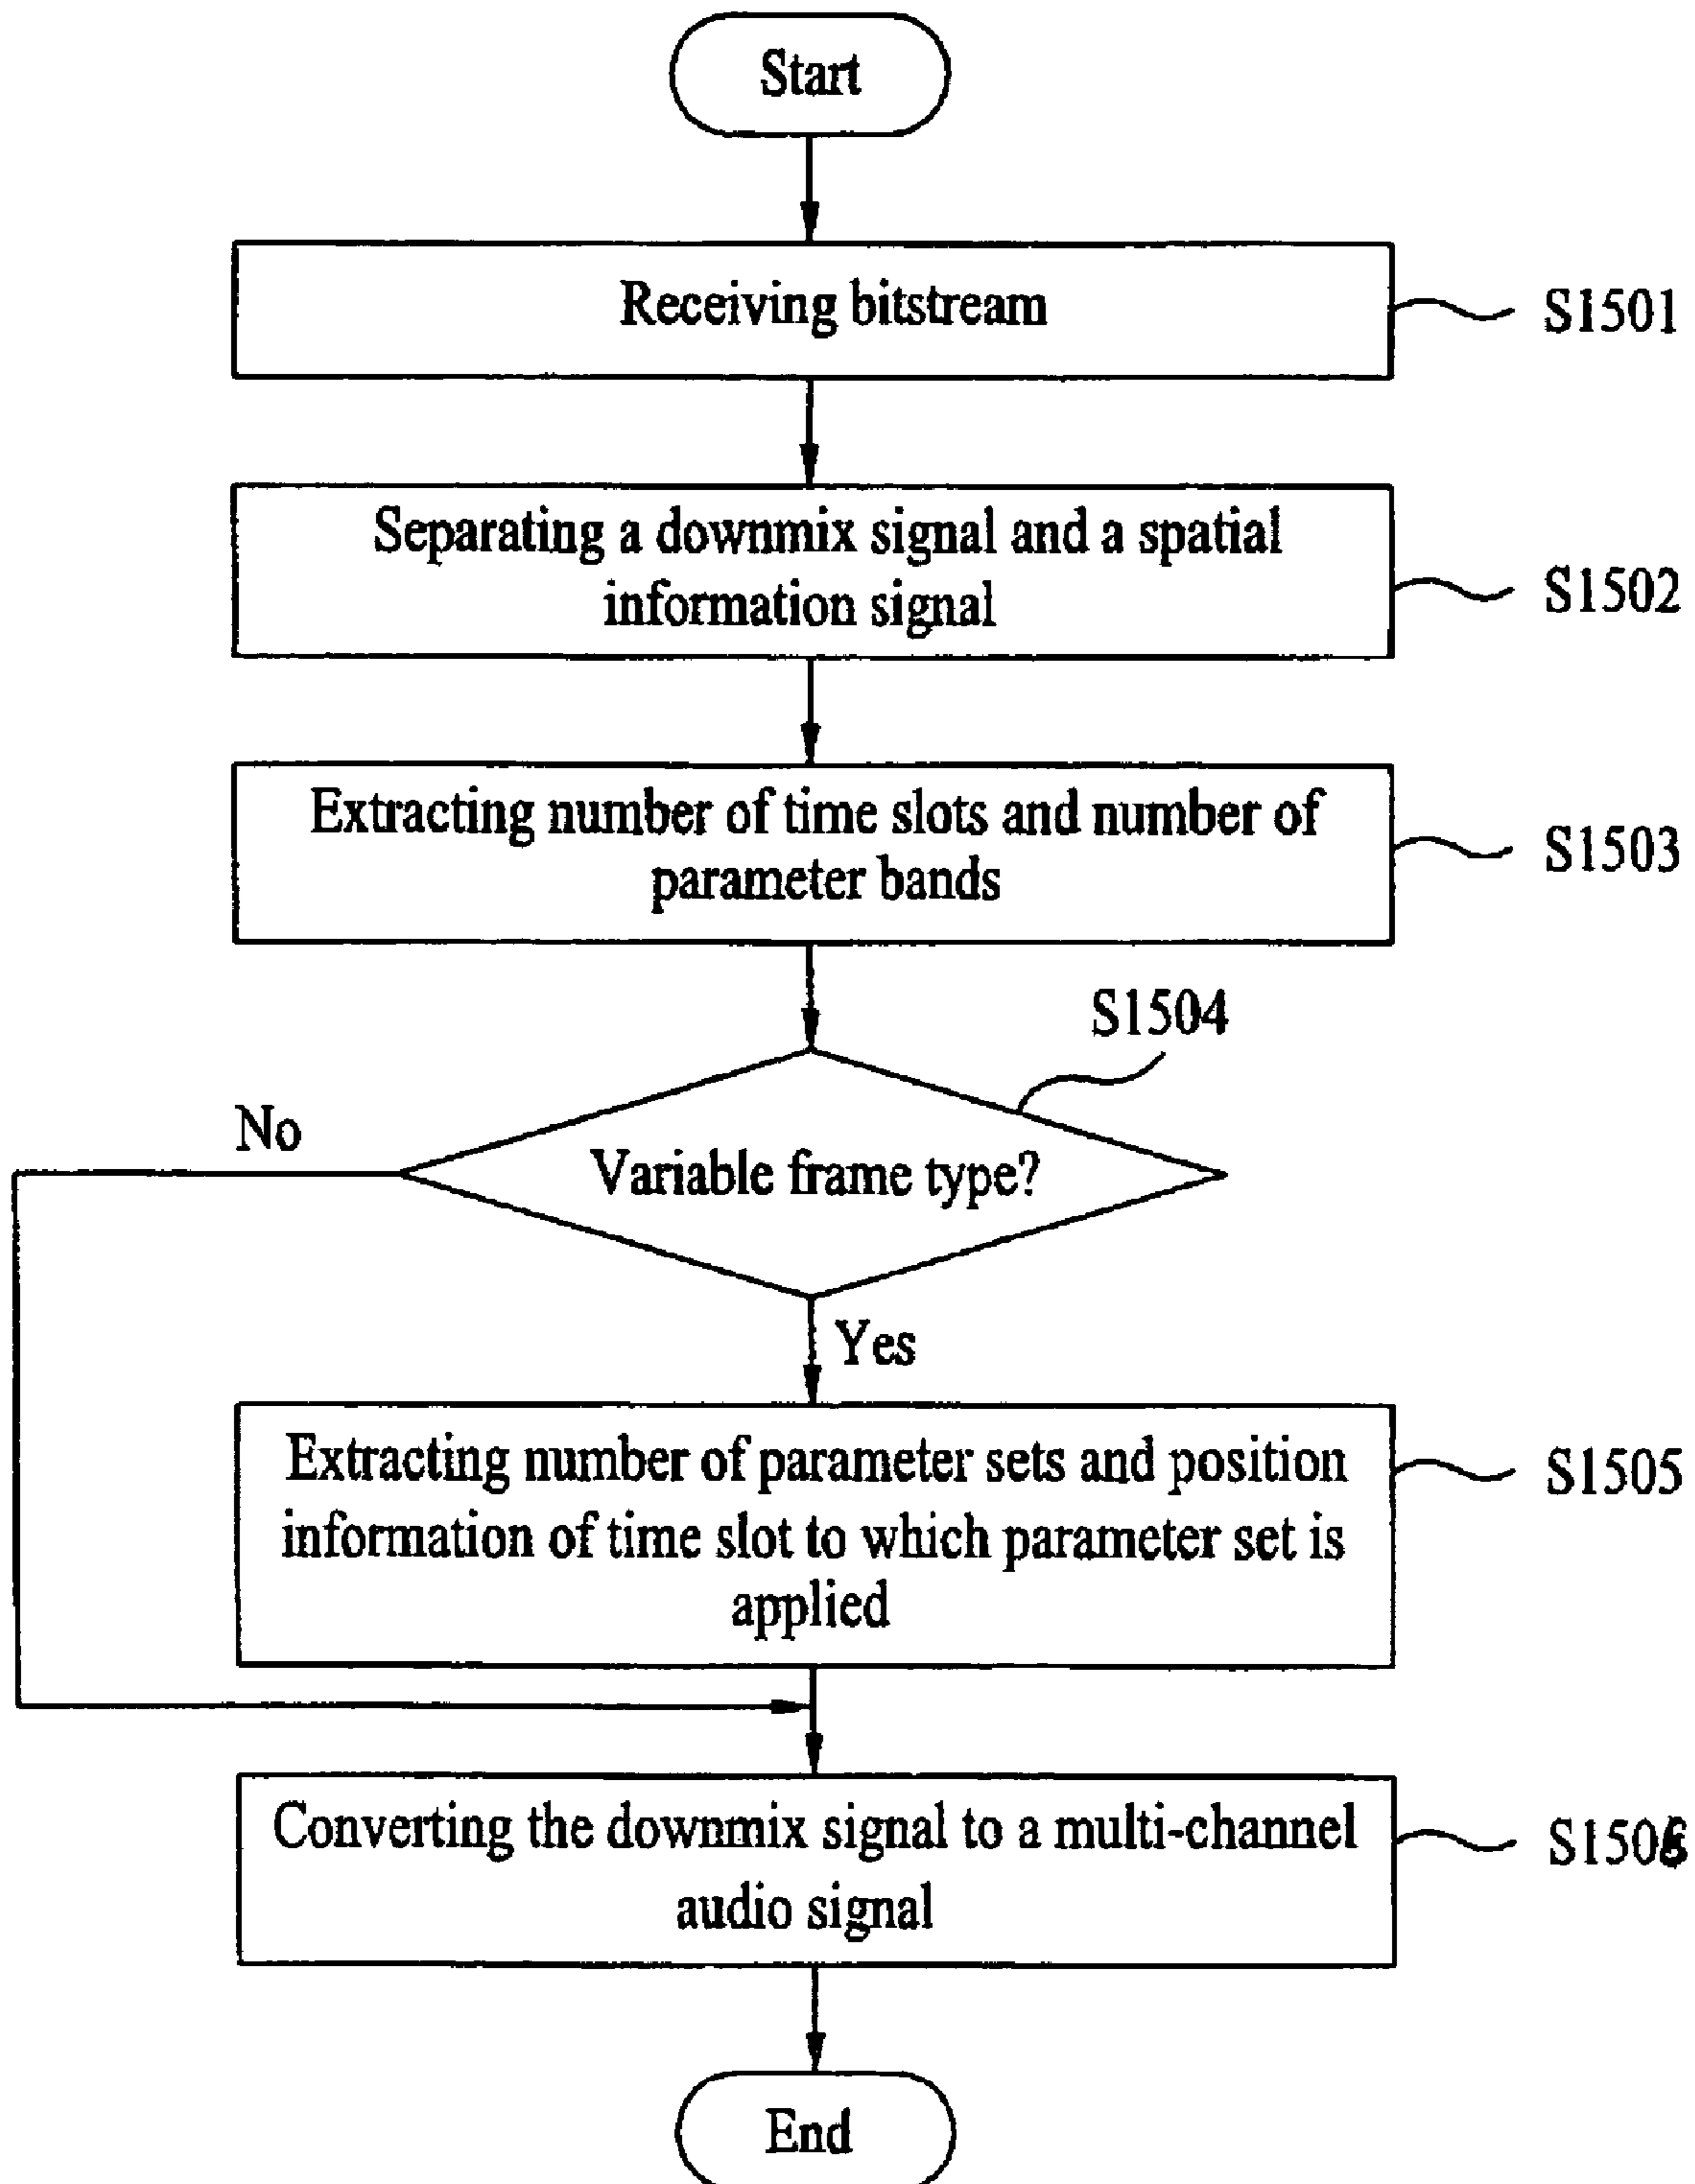 Start
Receiving bitstream
S1501
Separating a downmix signal and a spatial
information signal
S1502
Extracting number of time slots and number of
parameter bands
S1503
S1504
No
Variable frame type?
Yes
Extracting number of parameter sets and position
information of time slot to which parameter set is
applied
S1505
Converting the downmix signal to a multi-channel
audio signal
S1506
End